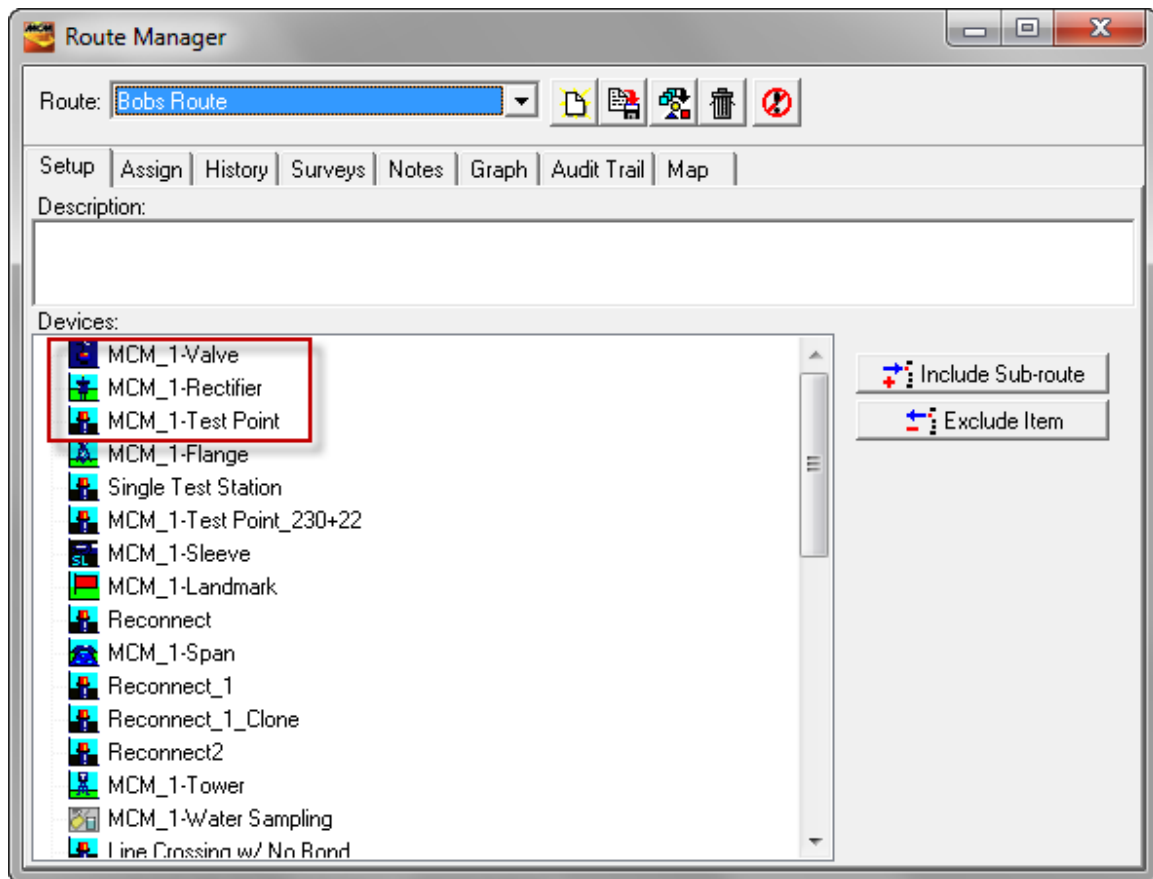 MCM Route Manager
Route: Bobs Route
Setup Assign History Surveys Notes Graph Audit Trail Map
Description:
Devices:
MCM_1-Valve
MCM_1-Rectifier
MCM_1-Test Point
MCM_1-Flange
Single Test Station
MCM_1-Test Point_230+22
SL MCM_1-Sleeve
MCM_1-Landmark
Reconnect
MCM_1-Span
Reconnect_1
Reconnect_1_Clone
Reconnect2
MCM_1-Tower
MCM_1-Water Sampling
Line Crossing w/ No Bond
Include Sub-route
Exclude Item